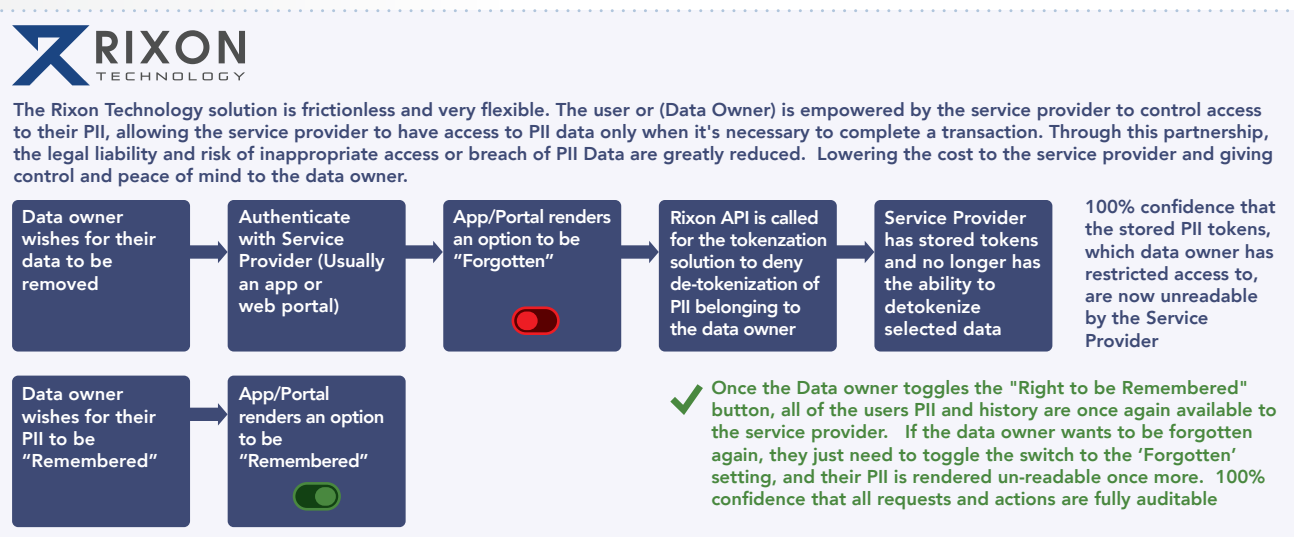 RIXON
TECHNOLOGY
The Rixon Technology solution is frictionless and very flexible. The user or (Data Owner) is empowered by the service provider to control access
to their PII, allowing the service provider to have access to PII data only when it's necessary to complete a transaction. Through this partnership,
the legal liability and risk of inappropriate access or breach of PII Data are greatly reduced.  Lowering the cost to the service provider and giving
control and peace of mind to the data owner.
Data owner
wishes for their
data to be
removed
Authenticate
with Service
Provider (Usually
an app or
web portal)
App/Portal renders
an option to be
“Forgotten”
Rixon API is called
for the tokenzation
solution to deny
de-tokenization of
PII belonging to
the data owner
Service Provider
has stored tokens
and no longer has
the ability to
detokenize
selected data
100% confidence that
the stored PII tokens,
which data owner has
restricted access to,
are now unreadable
by the Service
Provider
Data owner
wishes for their
PII to be
“Remembered”
App/Portal
renders an option
to be
“Remembered”
Once the Data owner toggles the "Right to be Remembered"
button, all of the users PII and history are once again available to
the service provider.   If the data owner wants to be forgotten
again, they just need to toggle the switch to the ‘Forgotten’
setting, and their PII is rendered un-readable once more.  100%
confidence that all requests and actions are fully auditable